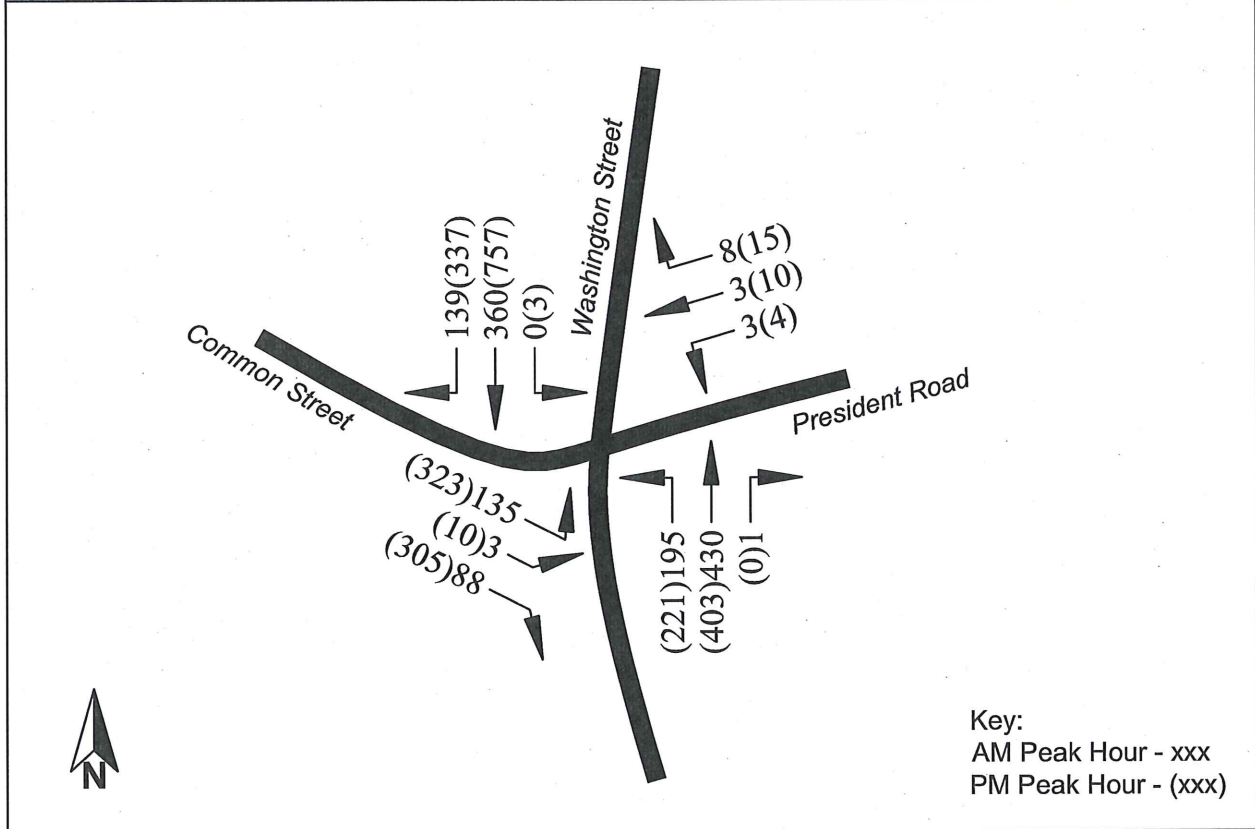 Washington Street
139(337)
360(757)
0(3)
8(15)
3(10)
3(4)
Common Street
President Road
(323)135
(10)3
(305)88
(221)195
(403)430
(0)1
N
Key:
AM Peak Hour - xxx
PM Peak Hour - (xxx)